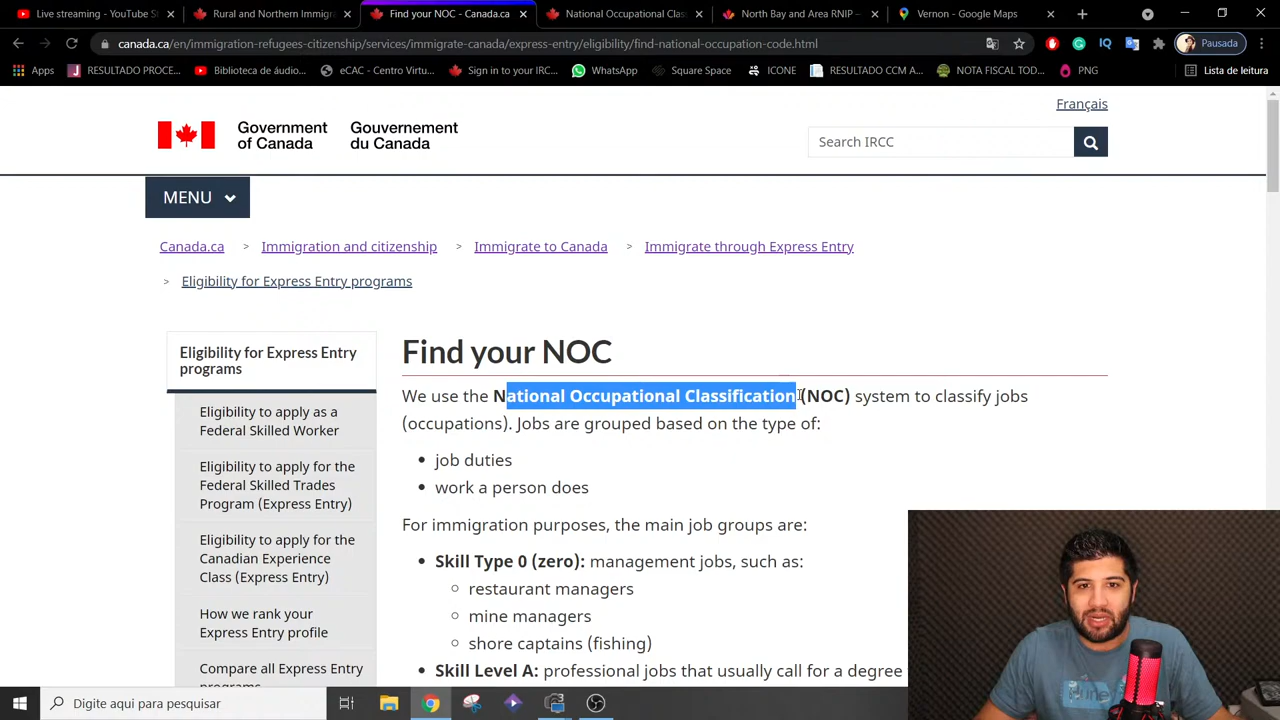 Live streaming - YouTube S
Rural and Northern Immigr
Find your NOC - Canada.ca
National Occupational Clas
North Bay and Area RNIP –
Vernon - Google Maps
canada.ca/en/immigration-refugees-citizenship/services/immigrate-canada/express-entry/eligibility/find-national-occupation-code.html
Pausada
Apps
RESULTADO PROCE...
Biblioteca de áudio...
eCAC - Centro Virtu...
Sign in to your IRC...
WhatsApp
Square Space
ICONE
RESULTADO CCM A...
NOTA FISCAL TOD...
PNG
Lista de leitura
Français
Government of Canada
Gouvernement du Canada
Search IRCC
MENU
Canada.ca > Immigration and citizenship > Immigrate to Canada > Immigrate through Express Entry
> Eligibility for Express Entry programs
Eligibility for Express Entry
programs
Eligibility to apply as a
Federal Skilled Worker
Eligibility to apply for the
Federal Skilled Trades
Program (Express Entry)
Eligibility to apply for the
Canadian Experience
Class (Express Entry)
How we rank your
Express Entry profile
Compare all Express Entry
programs
Find your NOC
We use the National Occupational Classification (NOC) system to classify jobs
(occupations). Jobs are grouped based on the type of:
• job duties
• work a person does
For immigration purposes, the main job groups are:
• Skill Type 0 (zero): management jobs, such as:
○ restaurant managers
○ mine managers
○ shore captains (fishing)
• Skill Level A: professional jobs that usually call for a degree
Digite aqui para pesquisar